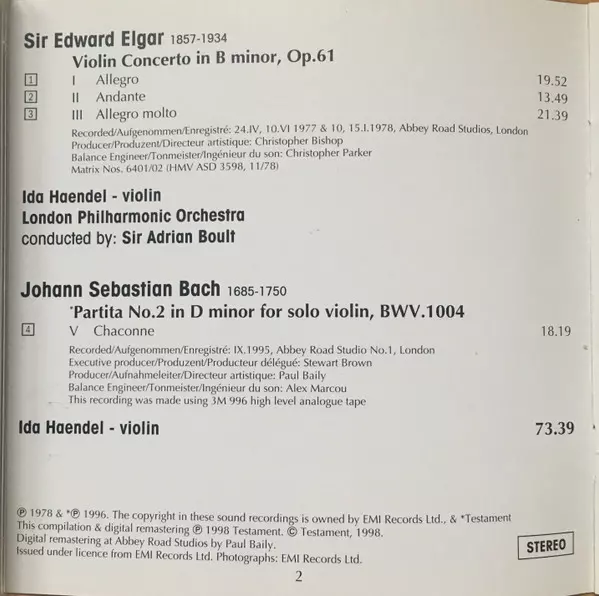 Sir Edward Elgar 1857-1934
Violin Concerto in B minor, Op.61
1 I Allegro 19.52
2 II Andante 13.49
3 III Allegro molto 21.39
Recorded/Aufgenommen/Enregistré: 24.IV, 10.VI 1977 & 10, 15.I.1978, Abbey Road Studios, London
Producer/Produzent/Directeur artistique: Christopher Bishop
Balance Engineer/Tonmeister/Ingénieur du son: Christopher Parker
Matrix Nos. 6401/02 (HMV ASD 3598, 11/78)
Ida Haendel - violin
London Philharmonic Orchestra
conducted by: Sir Adrian Boult
Johann Sebastian Bach 1685-1750
*Partita No.2 in D minor for solo violin, BWV.1004
4 V Chaconne 18.19
Recorded/Aufgenommen/Enregistré: IX.1995, Abbey Road Studio No.1, London
Executive producer/Produzent/Producteur délégué: Stewart Brown
Producer/Aufnahmeleiter/Directeur artistique: Paul Baily
Balance Engineer/Tonmeister/Ingénieur du son: Alex Marcou
This recording was made using 3M 996 high level analogue tape
Ida Haendel - violin 73.39
℗ 1978 & *℗ 1996. The copyright in these sound recordings is owned by EMI Records Ltd., & *Testament
This compilation & digital remastering ℗ 1998 Testament. © Testament, 1998.
Digital remastering at Abbey Road Studios by Paul Baily.
Issued under licence from EMI Records Ltd. Photographs: EMI Records Ltd.
STEREO
2